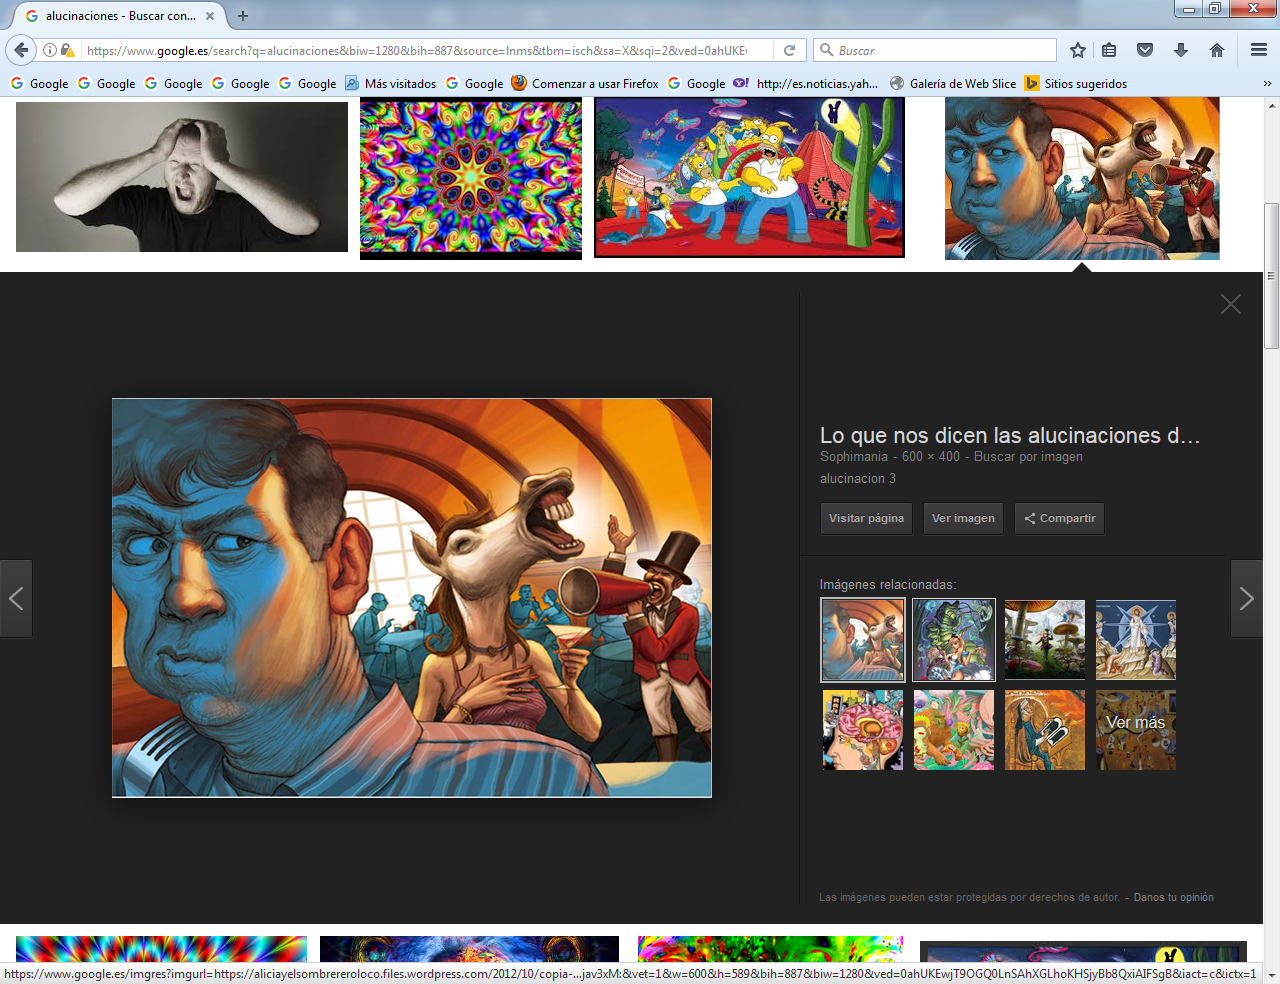 alucinaciones - Buscar con...
https://www.google.es/search?q=alucinaciones&biw=1280&bih=887&source=lnms&tbm=isch&sa=X&sqi=2&ved=0ahUKEw
Buscar
Google Google Google Google Google Más visitados Google Comenzar a usar Firefox Google http://es.noticias.yah... Galería de Web Slice Sitios sugeridos
Lo que nos dicen las alucinaciones d...
Sophimania - 600 × 400 - Buscar por imagen
alucinacion 3
Visitar página Ver imagen Compartir
Imágenes relacionadas:
Ver más
Las imágenes pueden estar protegidas por derechos de autor. - Danos tu opinión
https://www.google.es/imgres?imgurl=https://aliciayelsombrereroloco.files.wordpress.com/2012/10/copia-...jav3xM:&vet=1&w=600&h=589&bih=887&biw=1280&ved=0ahUKEwjT9OGQ0LnSAhXGLhoKHSjyBb8QxiAIFSgB&iact=c&ictx=1